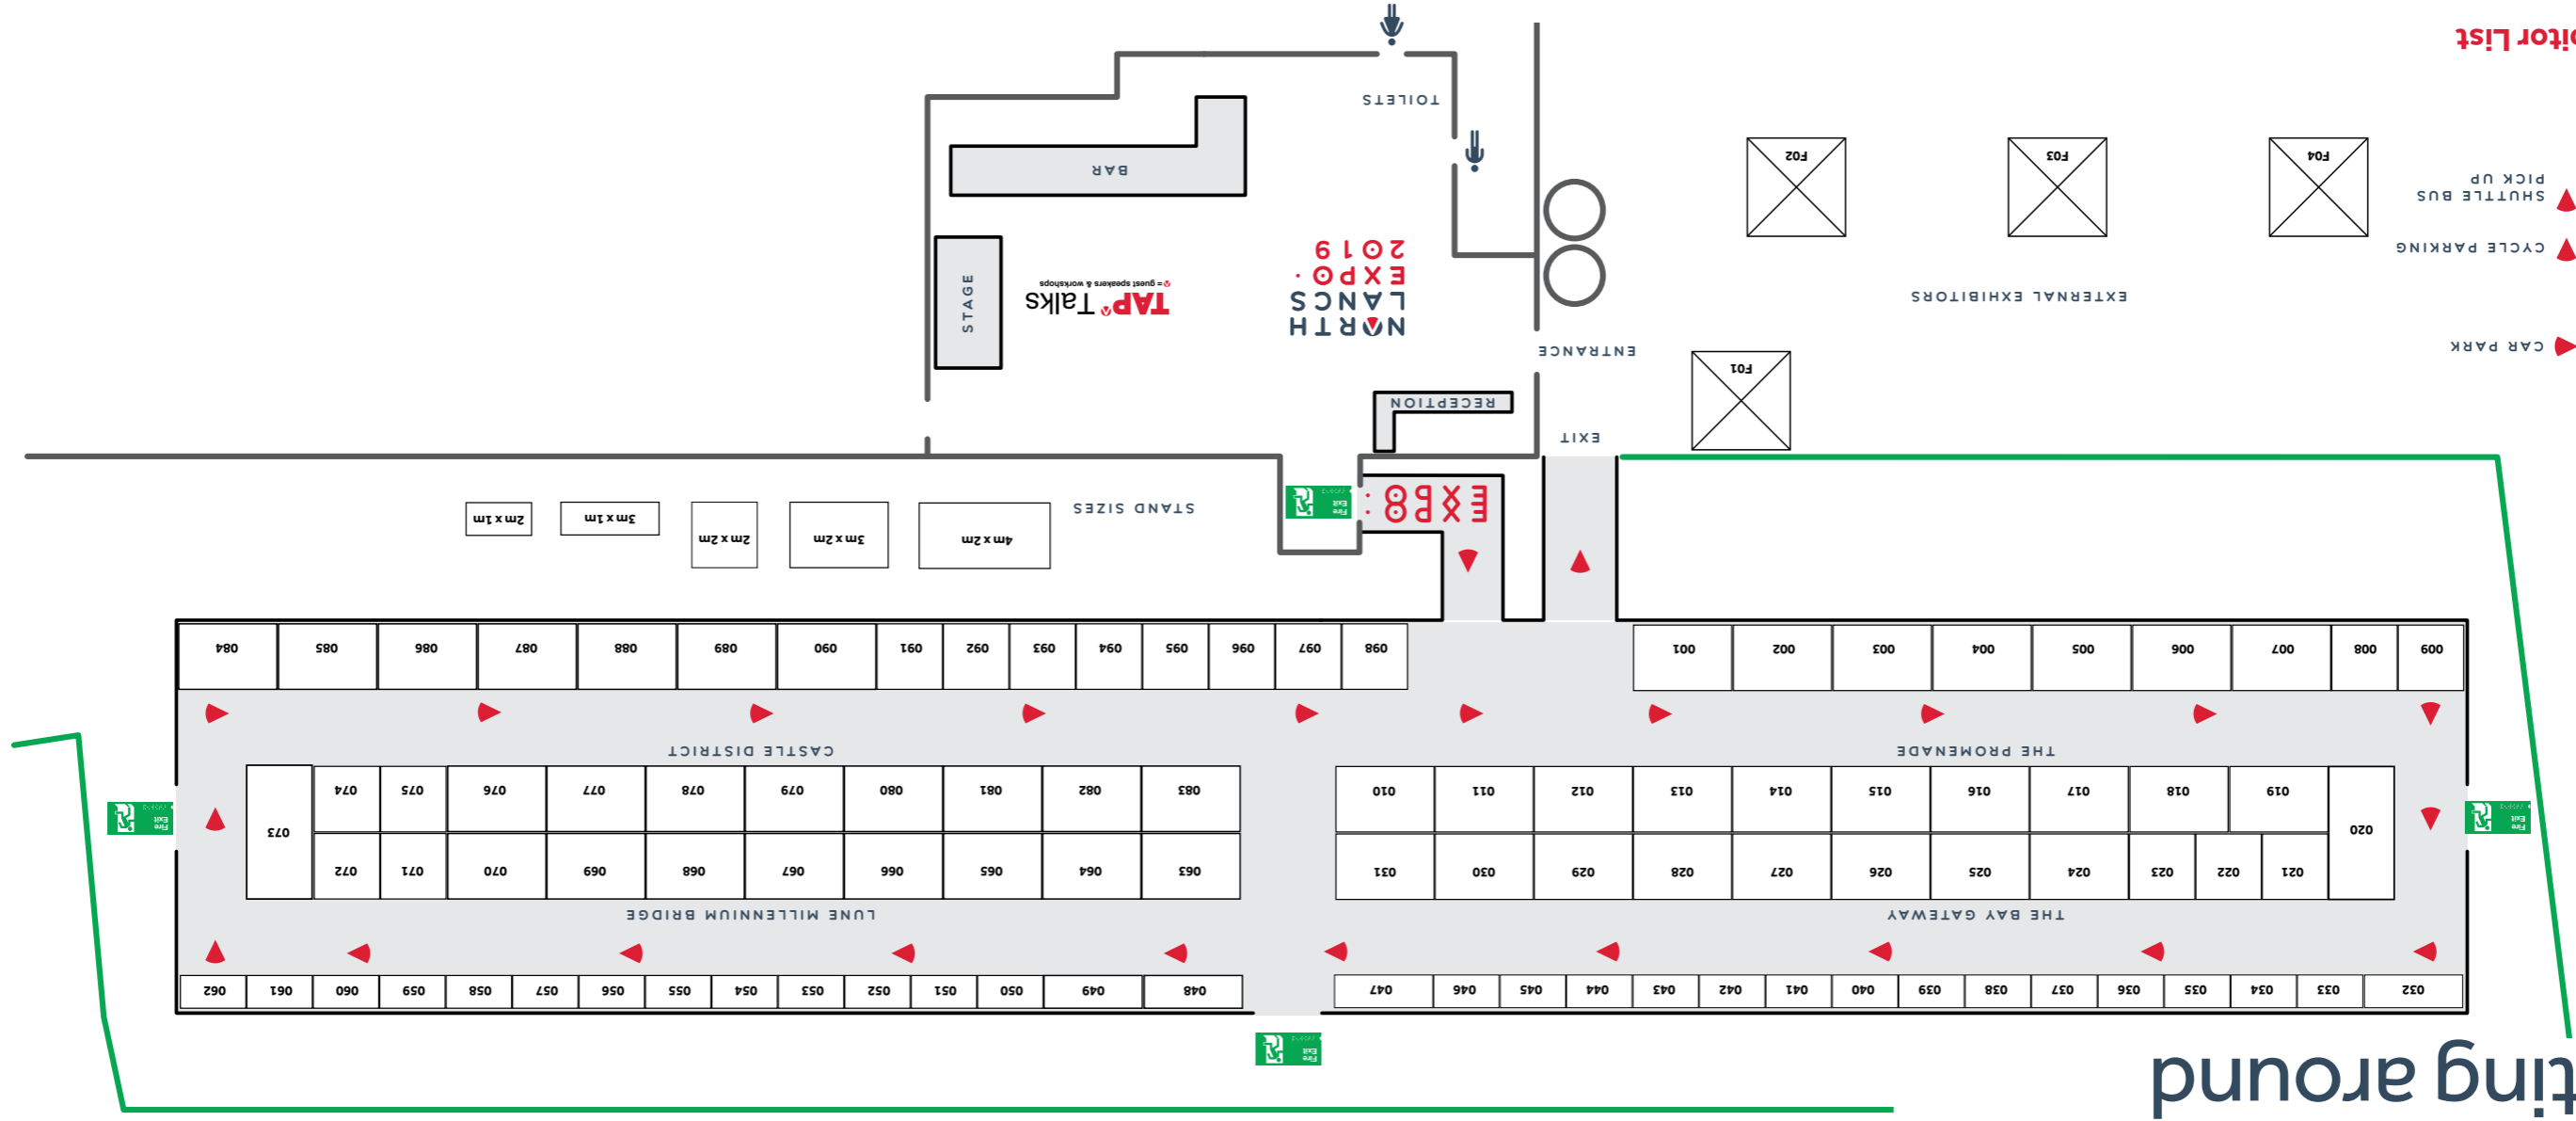 ting around
Fire
Exit
032 033 034 035 036 037 038 039 040 041 042 043 044 045 046 047 048 049 050 051 052 053 054 055 056 057 058 059 060 061 062
THE BAY GATEWAY
LUNE MILLENNIUM BRIDGE
021 022 023 024 025 026 027 028 029 030 031 063 064 065 066 067 068 069 070 071 072
020
073
Fire
Exit
Fire
Exit
019 018 017 016 015 014 013 012 011 010 083 082 081 080 079 078 077 076 075 074
THE PROMENADE
CASTLE DISTRICT
009 008 007 006 005 004 003 002 001 098 097 096 095 094 093 092 091 090 089 088 087 086 085 084
EXPO:
Fire
Exit
STAND SIZES
4m x 2m
3m x 2m
2m x 2m
3m x 1m
2m x 1m
EXIT
RECEPTION
F01
CAR PARK
ENTRANCE
NORTH
LANCS
EXPO.
2019
TAP Talks
= guest speakers & workshops
STAGE
EXTERNAL EXHIBITORS
CYCLE PARKING
SHUTTLE BUS
PICK UP
F04
F03
F02
BAR
TOILETS
bitor List